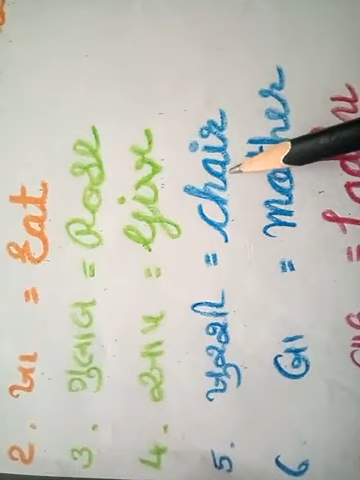 2. ખા = Eat
3. ગુલાબ = Rose
4. આપ = Give
5. ખુરશી = chair
6 બા = mother
=